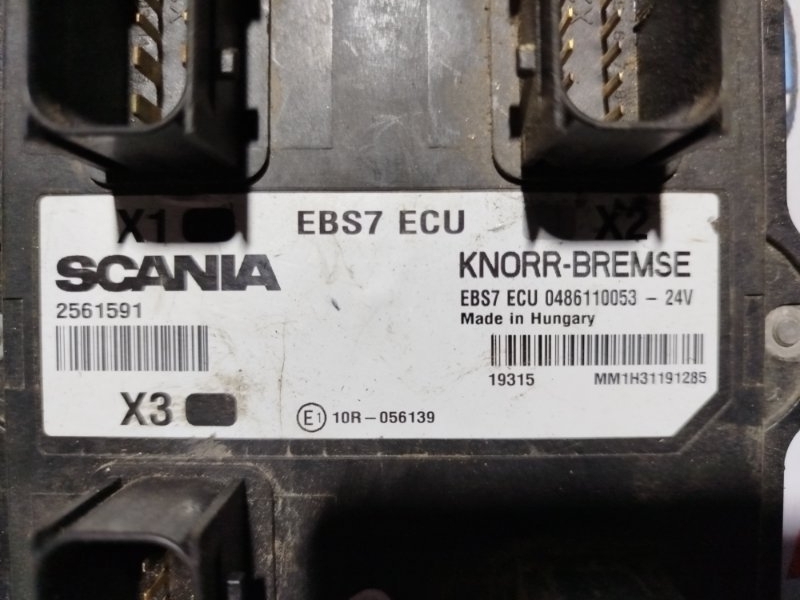 X1
EBS7 ECU
X2
SCANIA
KNORR-BREMSE
2561591
EBS7 ECU 0486110053 - 24V
Made in Hungary
19315 MM1H31191285
X3
E1 10R-056139